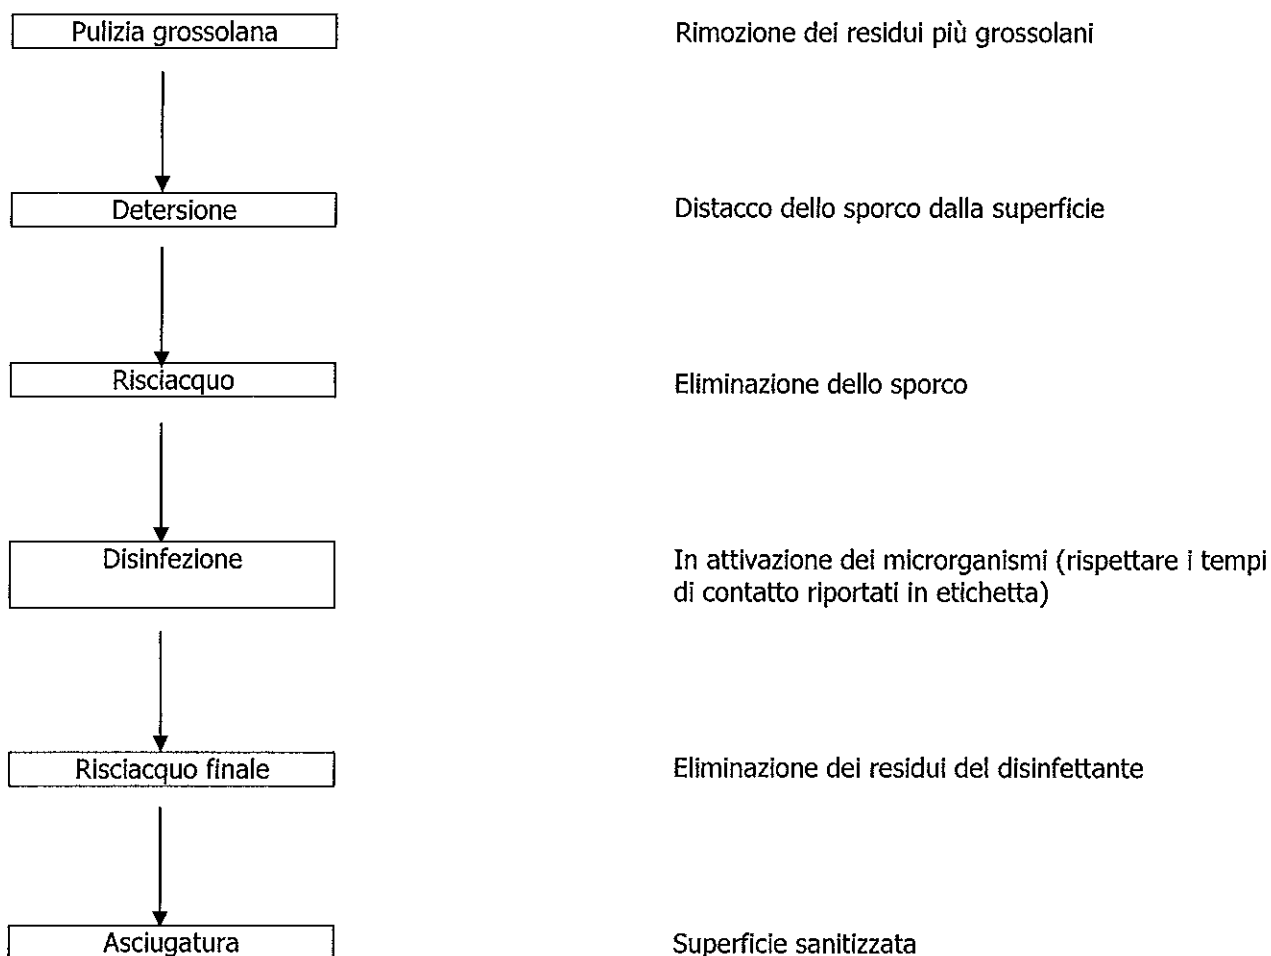 Pulizia grossolana
Rimozione dei residui più grossolani
Detersione
Distacco dello sporco dalla superficie
Risciacquo
Eliminazione dello sporco
Disinfezione
In attivazione dei microrganismi (rispettare i tempi
di contatto riportati in etichetta)
Risciacquo finale
Eliminazione dei residui del disinfettante
Asciugatura
Superficie sanitizzata